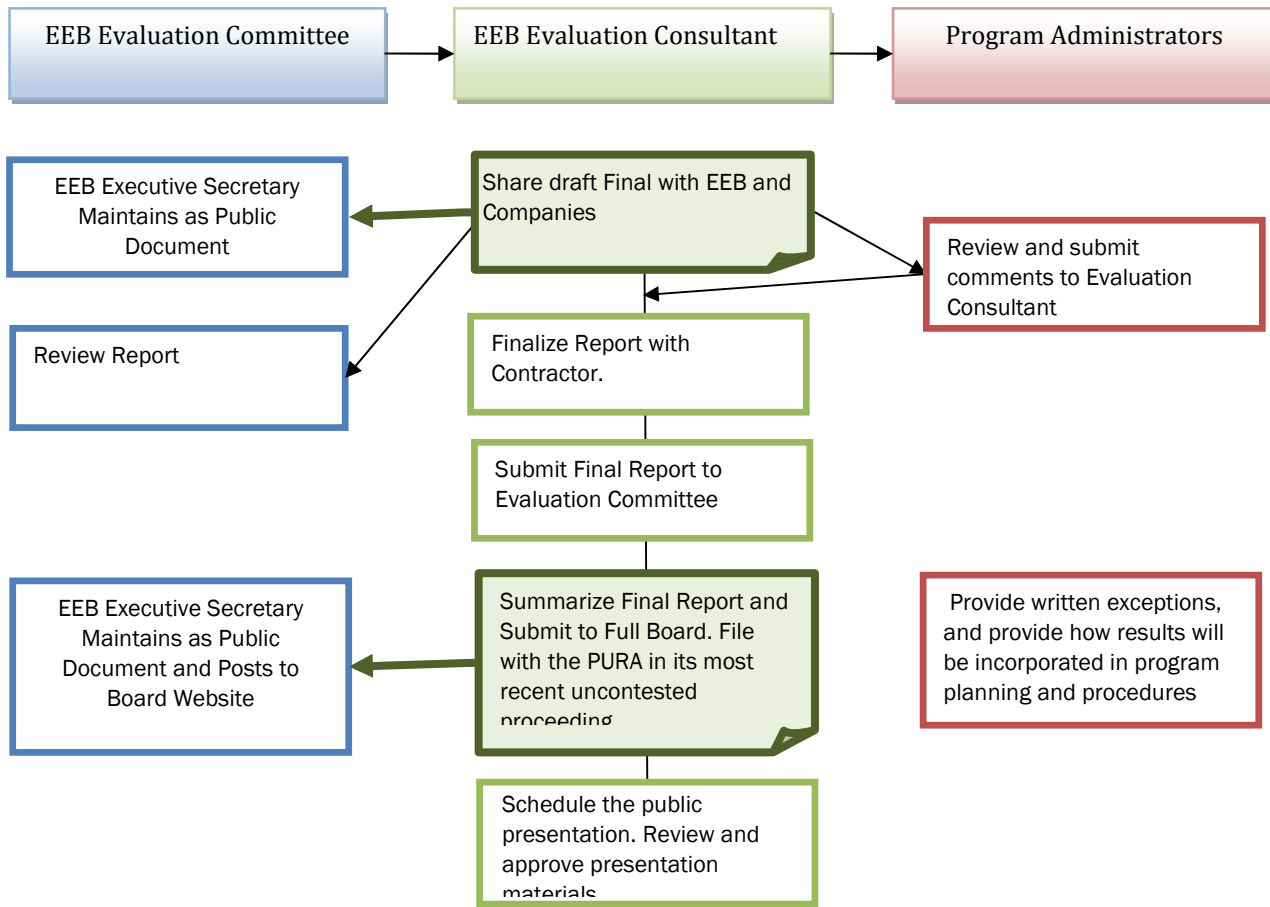 EEB Evaluation Committee
EEB Evaluation Consultant
Program Administrators
EEB Executive Secretary
Maintains as Public
Document
Share draft Final with EEB and
Companies
Review and submit
comments to Evaluation
Consultant
Review Report
Finalize Report with
Contractor.
Submit Final Report to
Evaluation Committee
EEB Executive Secretary
Maintains as Public
Document and Posts to
Board Website
Summarize Final Report and
Submit to Full Board. File
with the PURA in its most
recent uncontested
proceeding
Provide written exceptions,
and provide how results will
be incorporated in program
planning and procedures
Schedule the public
presentation. Review and
approve presentation
materials